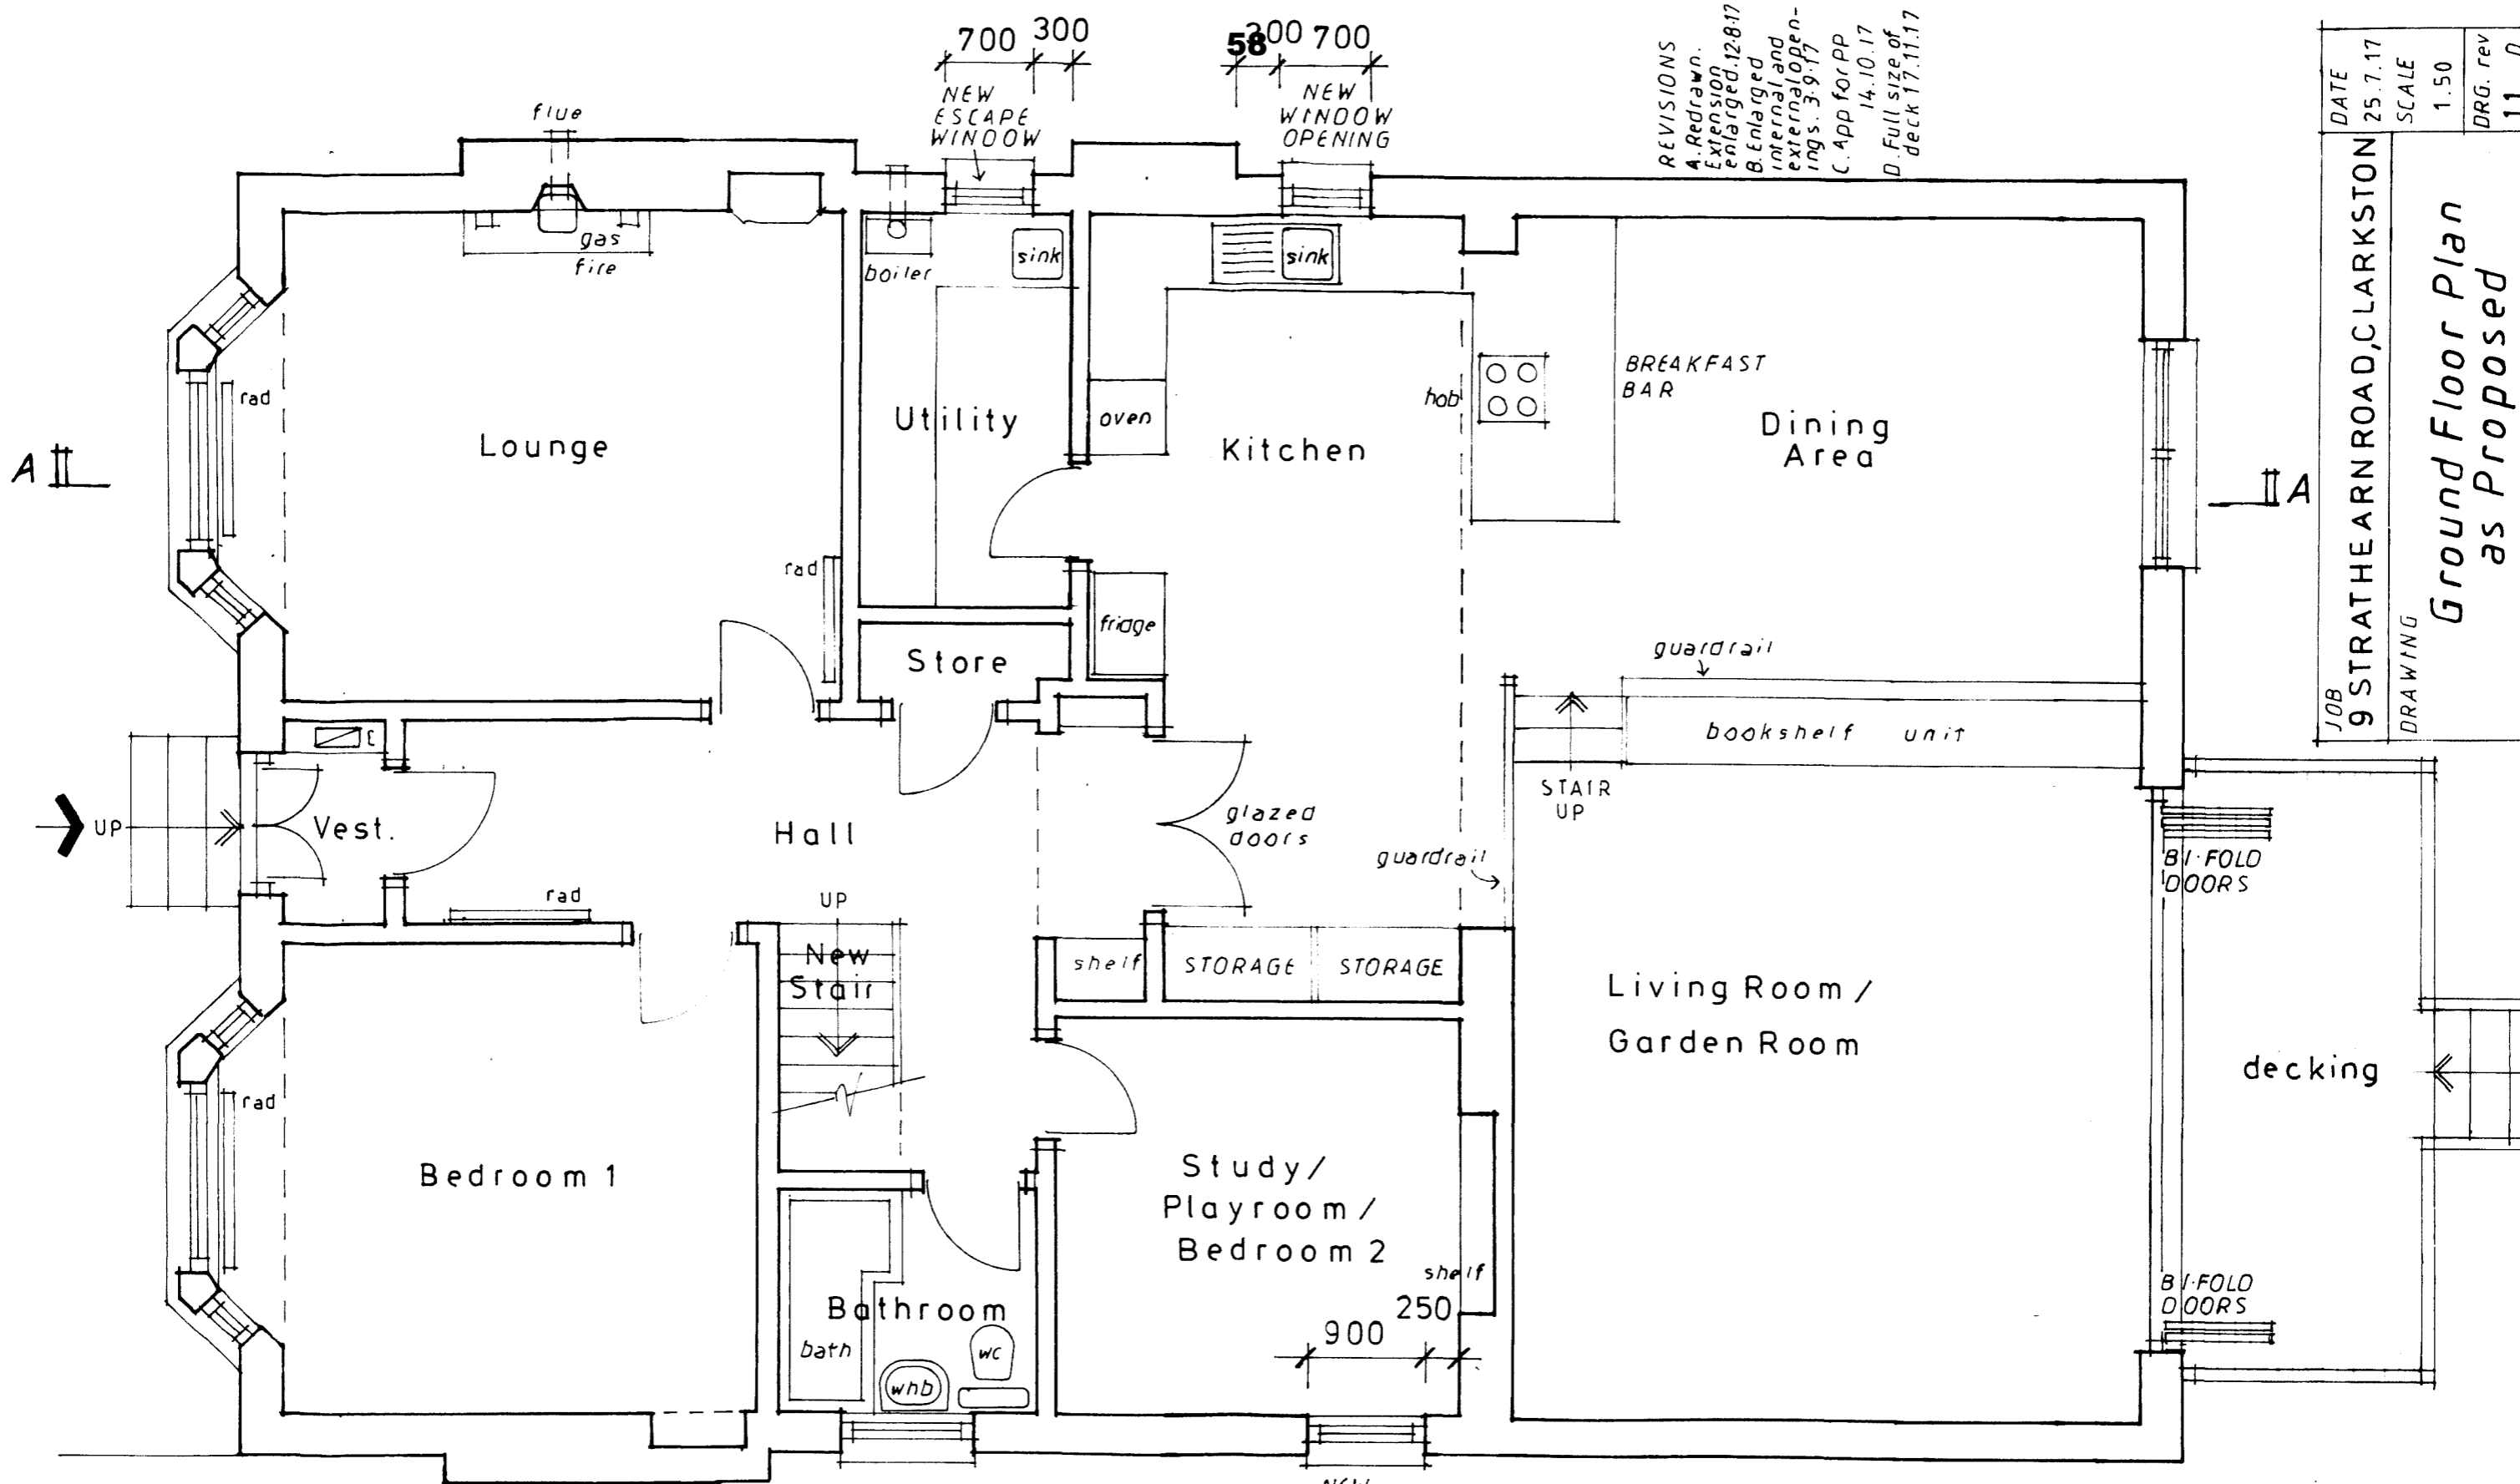 700 300
58
300 700
NEW
ESCAPE
WINDOW
NEW
WINDOW
OPENING
REVISIONS
A. Redrawn.
Extension
enlarged. 12.8.17
B. Enlarged
internal and
external open-
ings. 3.9.17
C. App for PP
14.10.17
D. Full size of
deck 17.11.17
JOB
9 STRATHEARN ROAD, CLARKSTON
DATE
25.7.17
SCALE
1.50
DRG. rev
11 D
DRAWING
Ground Floor Plan
as Proposed
flue
gas
fire
boiler
sink
sink
rad
Lounge
Utility
oven
Kitchen
hob
BREAKFAST
BAR
Dining
Area
A
A
rad
fridge
Store
guardrail
bookshelf unit
STAIR
UP
E
UP
Vest.
Hall
glazed
doors
guardrail
BI-FOLD
DOORS
rad
UP
New
Stair
shelf
STORAGE
STORAGE
Living Room /
Garden Room
decking
rad
Bedroom 1
Study /
Playroom /
Bedroom 2
shelf
250
900
BI-FOLD
DOORS
Bathroom
bath
whb
WC
NEW